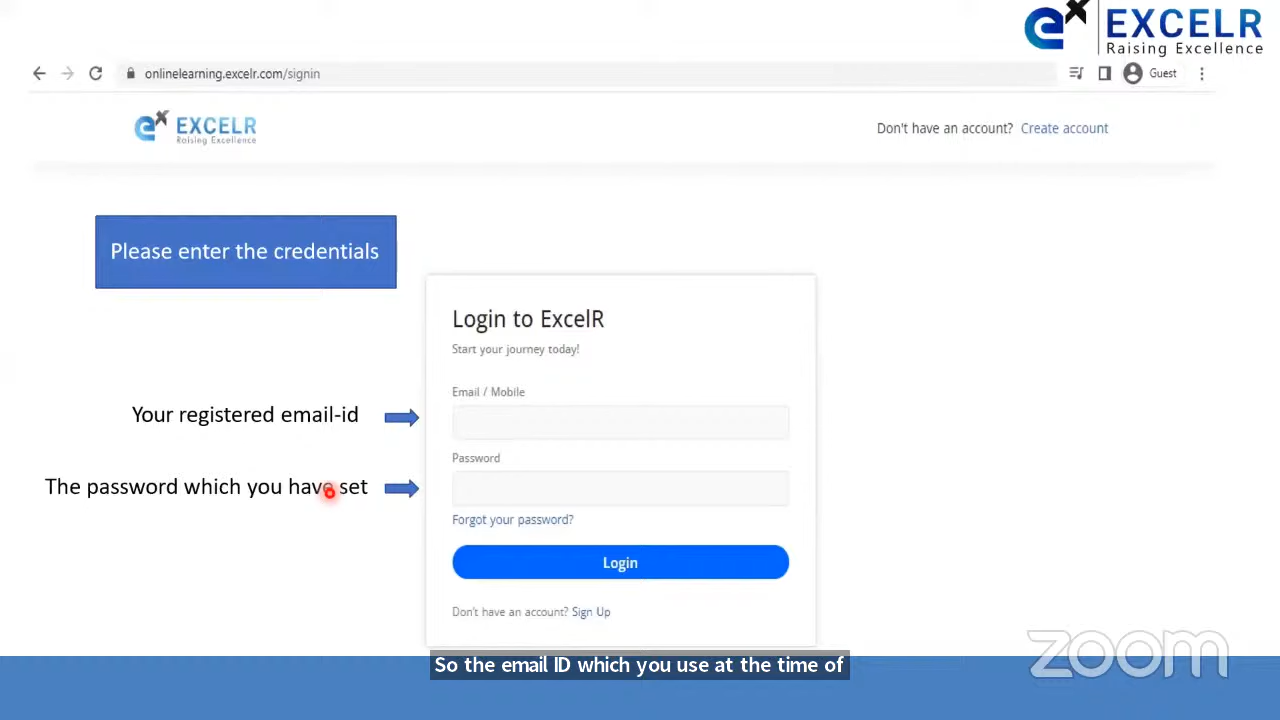 EXCELR
Raising Excellence
onlinelearning.excelr.com/signin
Guest
EXCELR
Raising Excellence
Don't have an account? Create account
Please enter the credentials
Login to ExcelR
Start your journey today!
Email / Mobile
Your registered email-id
Password
The password which you have set
Forgot your password?
Login
Don't have an account? Sign Up
So the email ID which you use at the time of
zoom